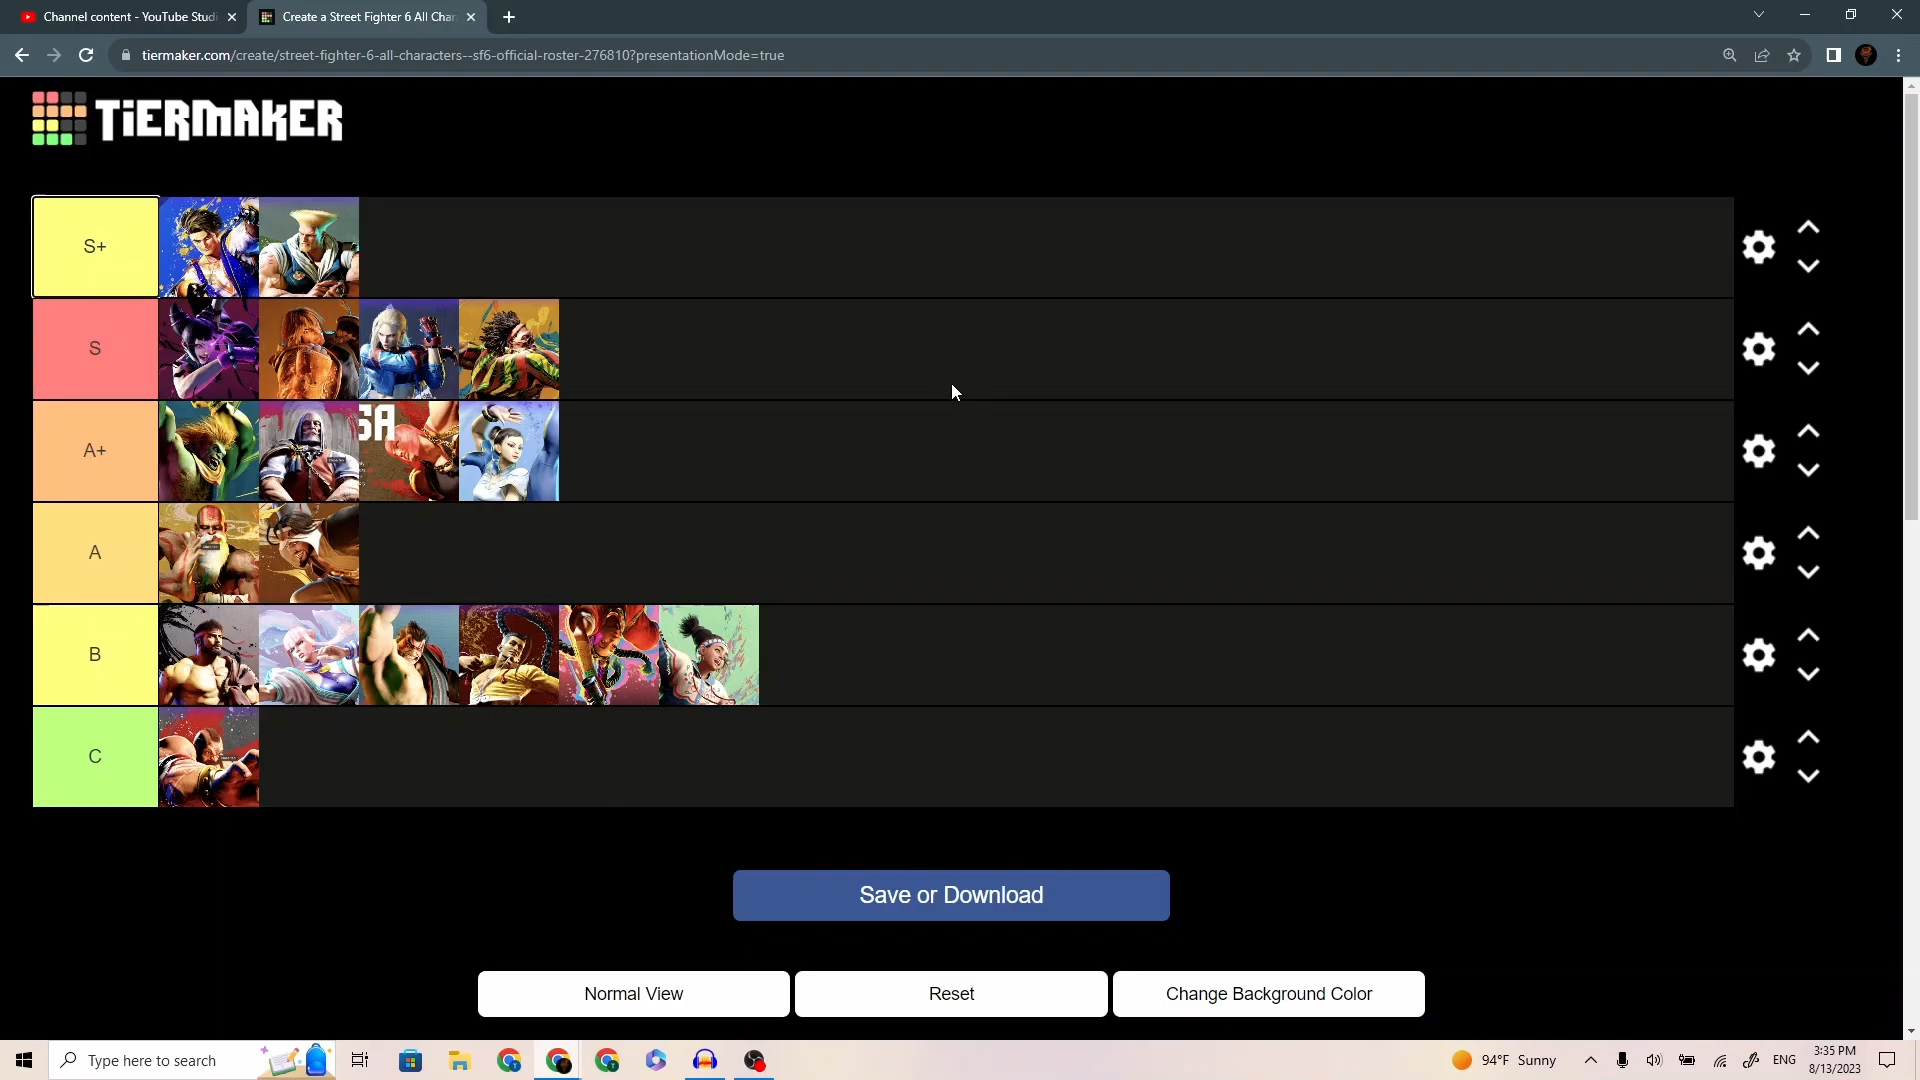 Channel content - YouTube Studi
Create a Street Fighter 6 All Char
tiermaker.com/create/street-fighter-6-all-characters--sf6-official-roster-276810?presentationMode=true
TiERMAKER
S+
S
A+
SA
A
B
C
Save or Download
Normal View
Reset
Change Background Color
Type here to search
94°F Sunny
ENG
3:35 PM
8/13/2023